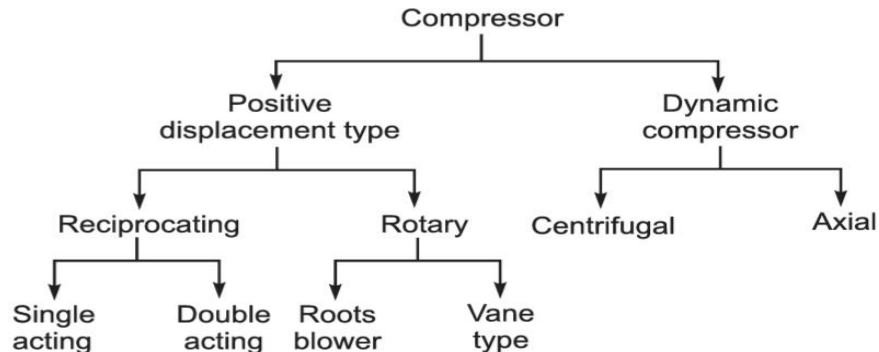 Compressor
Positive
displacement type
Dynamic
compressor
Reciprocating
Rotary
Centrifugal
Axial
Single
acting
Double
acting
Roots
blower
Vane
type